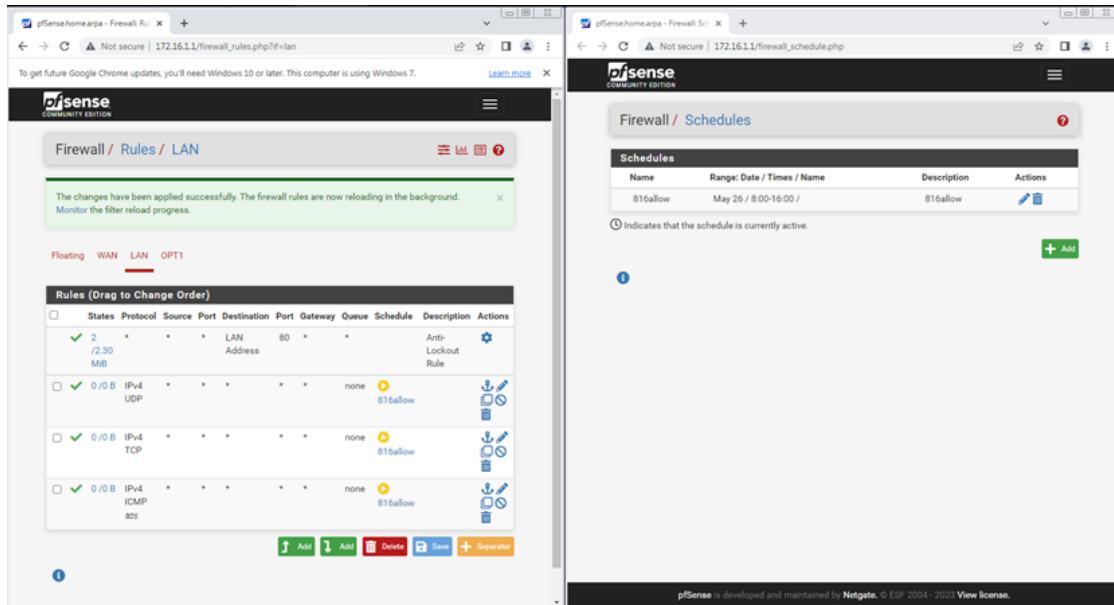 pfSense.home.arpa - Firewall: Ru
Not secure | 172.16.1.1/firewall_rules.php?if=lan
To get future Google Chrome updates, you'll need Windows 10 or later. This computer is using Windows 7.
Learn more
pfsense
COMMUNITY EDITION
Firewall / Rules / LAN
The changes have been applied successfully. The firewall rules are now reloading in the background.
Monitor the filter reload progress.
Floating WAN LAN OPT1
Rules (Drag to Change Order)
States Protocol Source Port Destination Port Gateway Queue Schedule Description Actions
2 * * * LAN 80 * * Anti-
/2.30 Address Lockout
MiB Rule
0 /0 B IPv4 * * * * * none
UDP 816allow
0 /0 B IPv4 * * * * * none
TCP 816allow
0 /0 B IPv4 * * * * * none
ICMP 816allow
any
Add Add Delete Save Separator
pfSense.home.arpa - Firewall: Sch
Not secure | 172.16.1.1/firewall_schedule.php
pfsense
COMMUNITY EDITION
Firewall / Schedules
Schedules
Name Range: Date / Times / Name Description Actions
816allow May 26 / 8:00-16:00 / 816allow
Indicates that the schedule is currently active.
Add
pfSense is developed and maintained by Netgate. © ESF 2004 - 2023 View license.